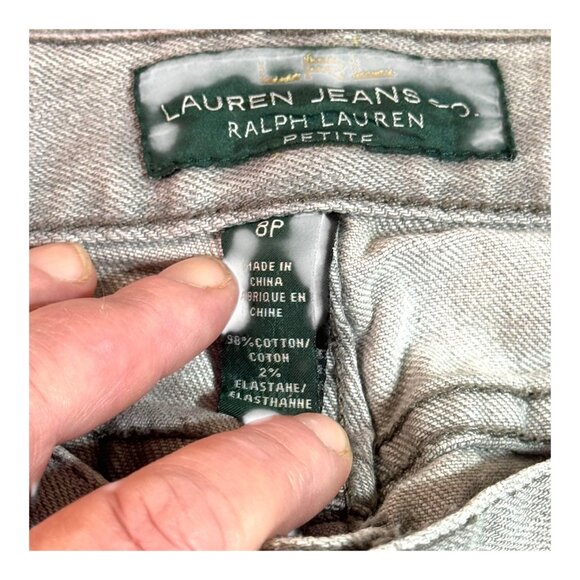 LAUREN JEANS CO.
RALPH LAUREN
PETITE
8P
MADE IN
CHINA
FABRIQUE EN
CHINE
98% COTTON/
COTON
2%
ELASTANE/
ELASTHANNE